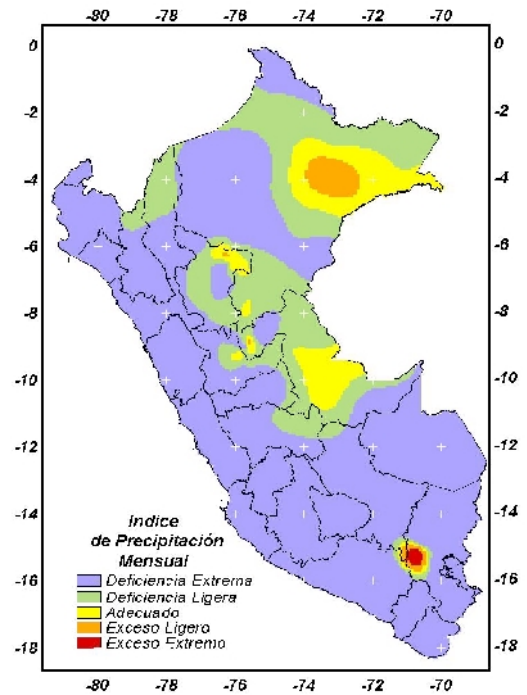 -80 -78 -76 -74 -72 -70
0 0
-2 -2
-4 -4
-6 -6
-8 -8
-10 -10
-12 -12
-14 -14
-16 -16
-18 -18
Indice
de Precipitación
Mensual
Deficiencia Extrema
Deficiencia Ligera
Adecuado
Exceso Ligero
Exceso Extremo
-80 -78 -76 -74 -72 -70